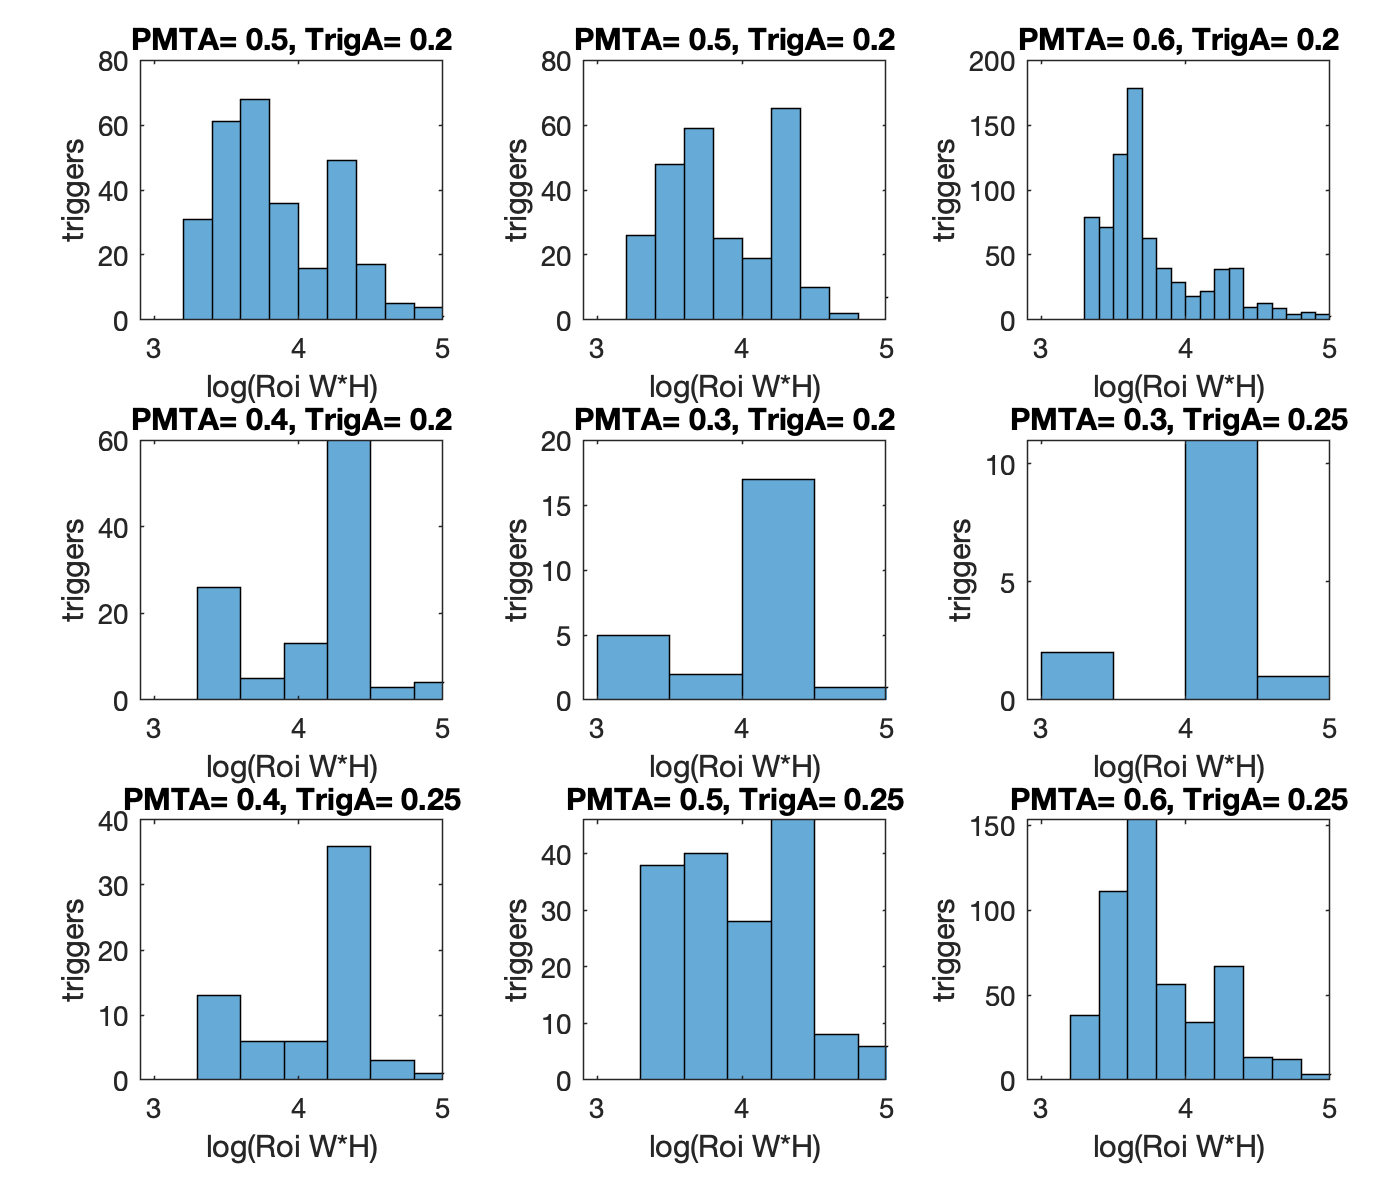 PMTA= 0.5, TrigA= 0.2
80
60
40
20
0
triggers
3 4 5
log(Roi W*H)
PMTA= 0.5, TrigA= 0.2
80
60
40
20
0
triggers
3 4 5
log(Roi W*H)
PMTA= 0.6, TrigA= 0.2
200
150
100
50
0
triggers
3 4 5
log(Roi W*H)
PMTA= 0.4, TrigA= 0.2
60
40
20
0
triggers
3 4 5
log(Roi W*H)
PMTA= 0.3, TrigA= 0.2
20
15
10
5
0
triggers
3 4 5
log(Roi W*H)
PMTA= 0.3, TrigA= 0.25
10
5
0
triggers
3 4 5
log(Roi W*H)
PMTA= 0.4, TrigA= 0.25
40
30
20
10
0
triggers
3 4 5
log(Roi W*H)
PMTA= 0.5, TrigA= 0.25
40
30
20
10
0
triggers
3 4 5
log(Roi W*H)
PMTA= 0.6, TrigA= 0.25
150
100
50
0
triggers
3 4 5
log(Roi W*H)